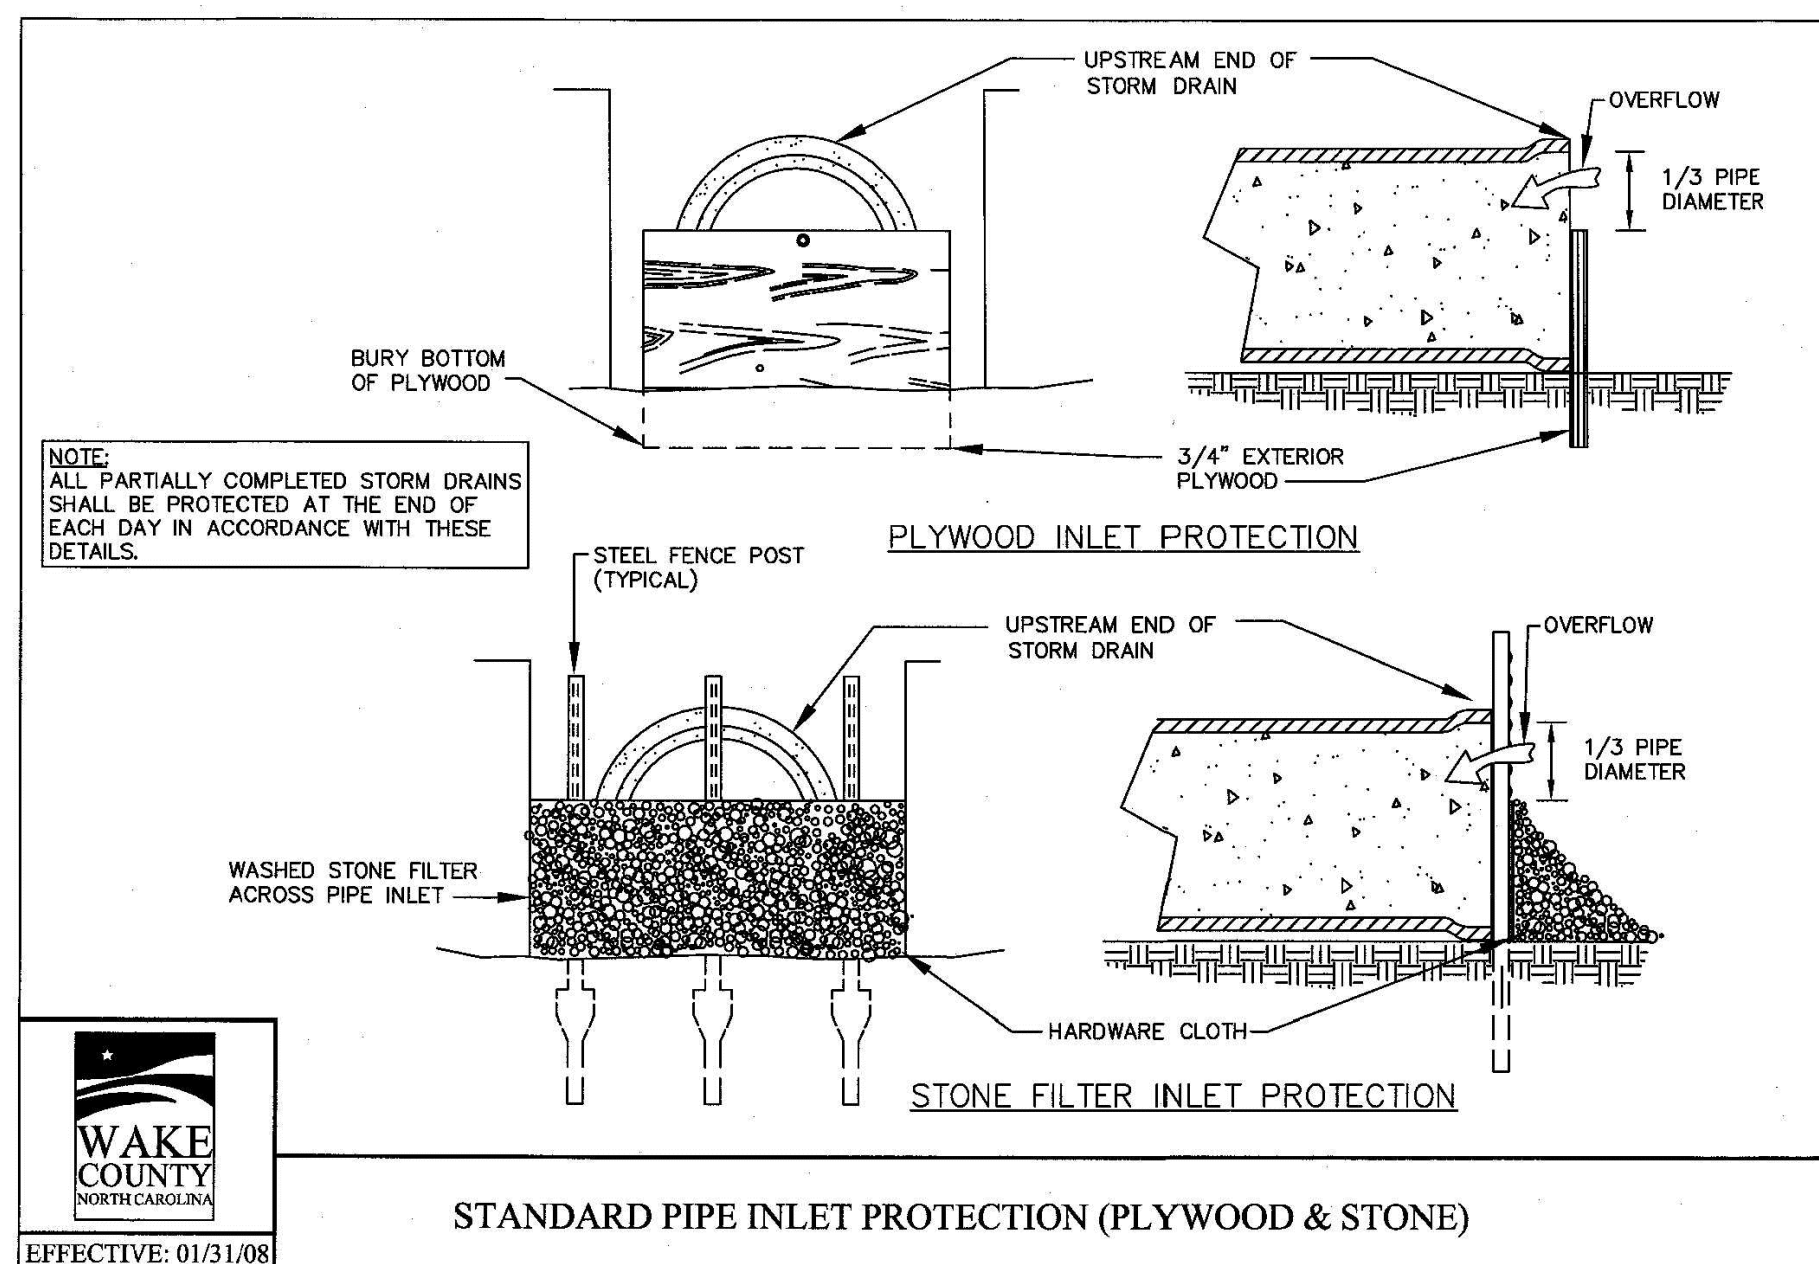 UPSTREAM END OF
STORM DRAIN
OVERFLOW
1/3 PIPE
DIAMETER
BURY BOTTOM
OF PLYWOOD
3/4" EXTERIOR
PLYWOOD
NOTE:
ALL PARTIALLY COMPLETED STORM DRAINS
SHALL BE PROTECTED AT THE END OF
EACH DAY IN ACCORDANCE WITH THESE
DETAILS.
PLYWOOD INLET PROTECTION
STEEL FENCE POST
(TYPICAL)
UPSTREAM END OF
STORM DRAIN
OVERFLOW
1/3 PIPE
DIAMETER
WASHED STONE FILTER
ACROSS PIPE INLET
HARDWARE CLOTH
STONE FILTER INLET PROTECTION
WAKE
COUNTY
NORTH CAROLINA
EFFECTIVE: 01/31/08
STANDARD PIPE INLET PROTECTION (PLYWOOD & STONE)